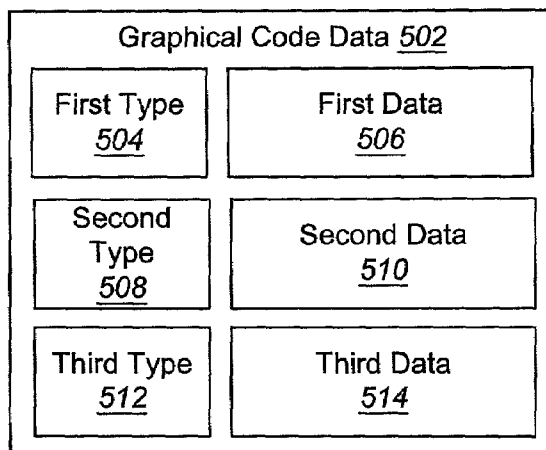 Graphical Code Data 502
First Type
504
First Data
506
Second
Type
508
Second Data
510
Third Type
512
Third Data
514